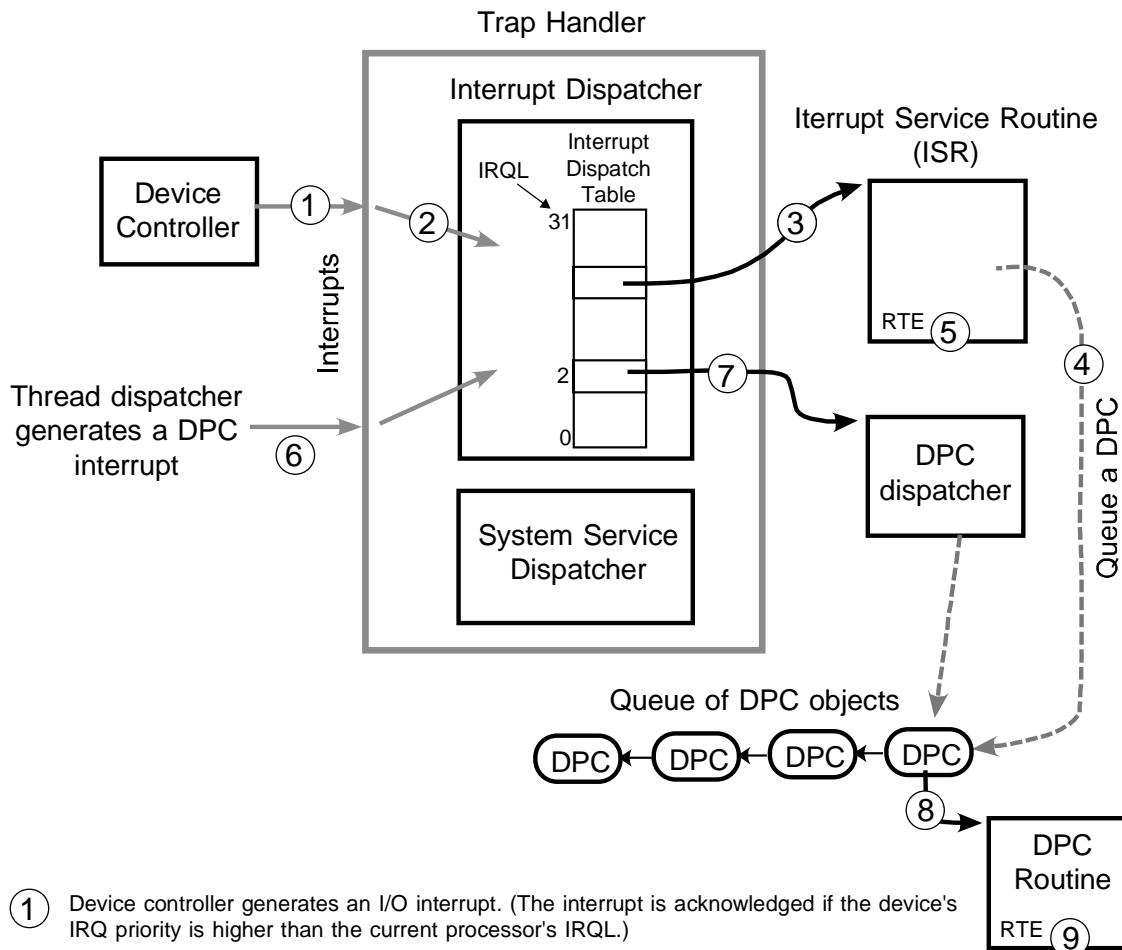 Trap Handler
Interrupt Dispatcher
Interrupt
Dispatch
Table
IRQL
31
2
0
Iterrupt Service Routine
(ISR)
Device
Controller
1
2
3
Interrupts
RTE
5
4
Queue a DPC
Thread dispatcher
generates a DPC
interrupt
6
7
DPC
dispatcher
System Service
Dispatcher
Queue of DPC objects
DPC
DPC
DPC
DPC
8
DPC
Routine
RTE
9
1 Device controller generates an I/O interrupt. (The interrupt is acknowledged if the device's
IRQ priority is higher than the current processor's IRQL.)